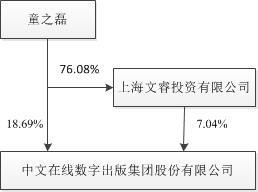 童之磊
76.08%
上海文睿投资有限公司
18.69%
7.04%
中文在线数字出版集团股份有限公司